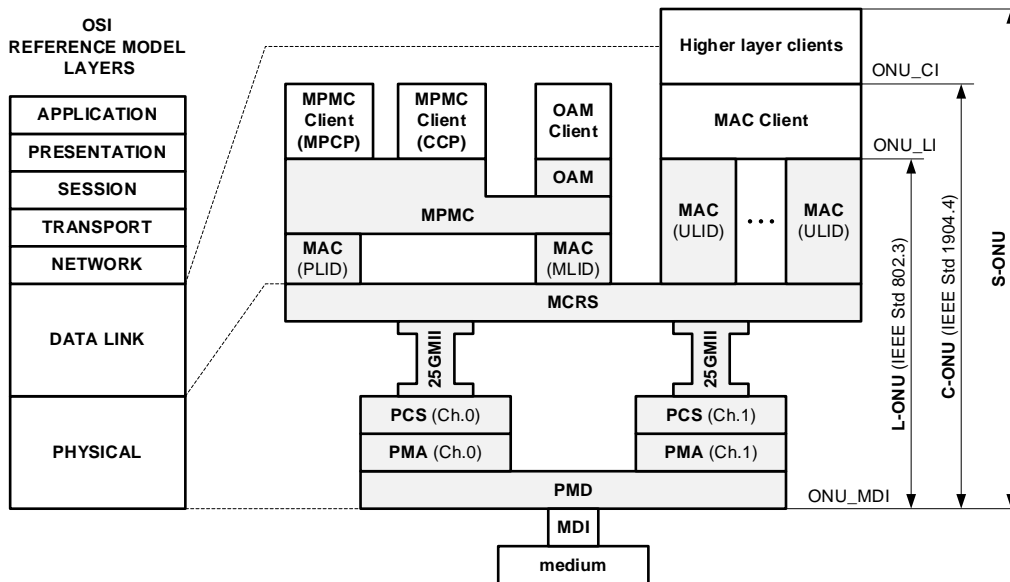 OSI
REFERENCE MODEL
LAYERS
APPLICATION
PRESENTATION
SESSION
TRANSPORT
NETWORK
DATA LINK
PHYSICAL
Higher layer clients
ONU_CI
MPMC
Client
(MPCP)
MPMC
Client
(CCP)
OAM
Client
MAC Client
ONU_LI
OAM
MPMC
MAC
(PLID)
MAC
(MLID)
MAC
(ULID)
...
MAC
(ULID)
MCRS
25GMII
25GMII
PCS (Ch.0)
PMA (Ch.0)
PCS (Ch.1)
PMA (Ch.1)
PMD
ONU_MDI
MDI
medium
L-ONU (IEEE Std 802.3)
C-ONU (IEEE Std 1904.4)
S-ONU